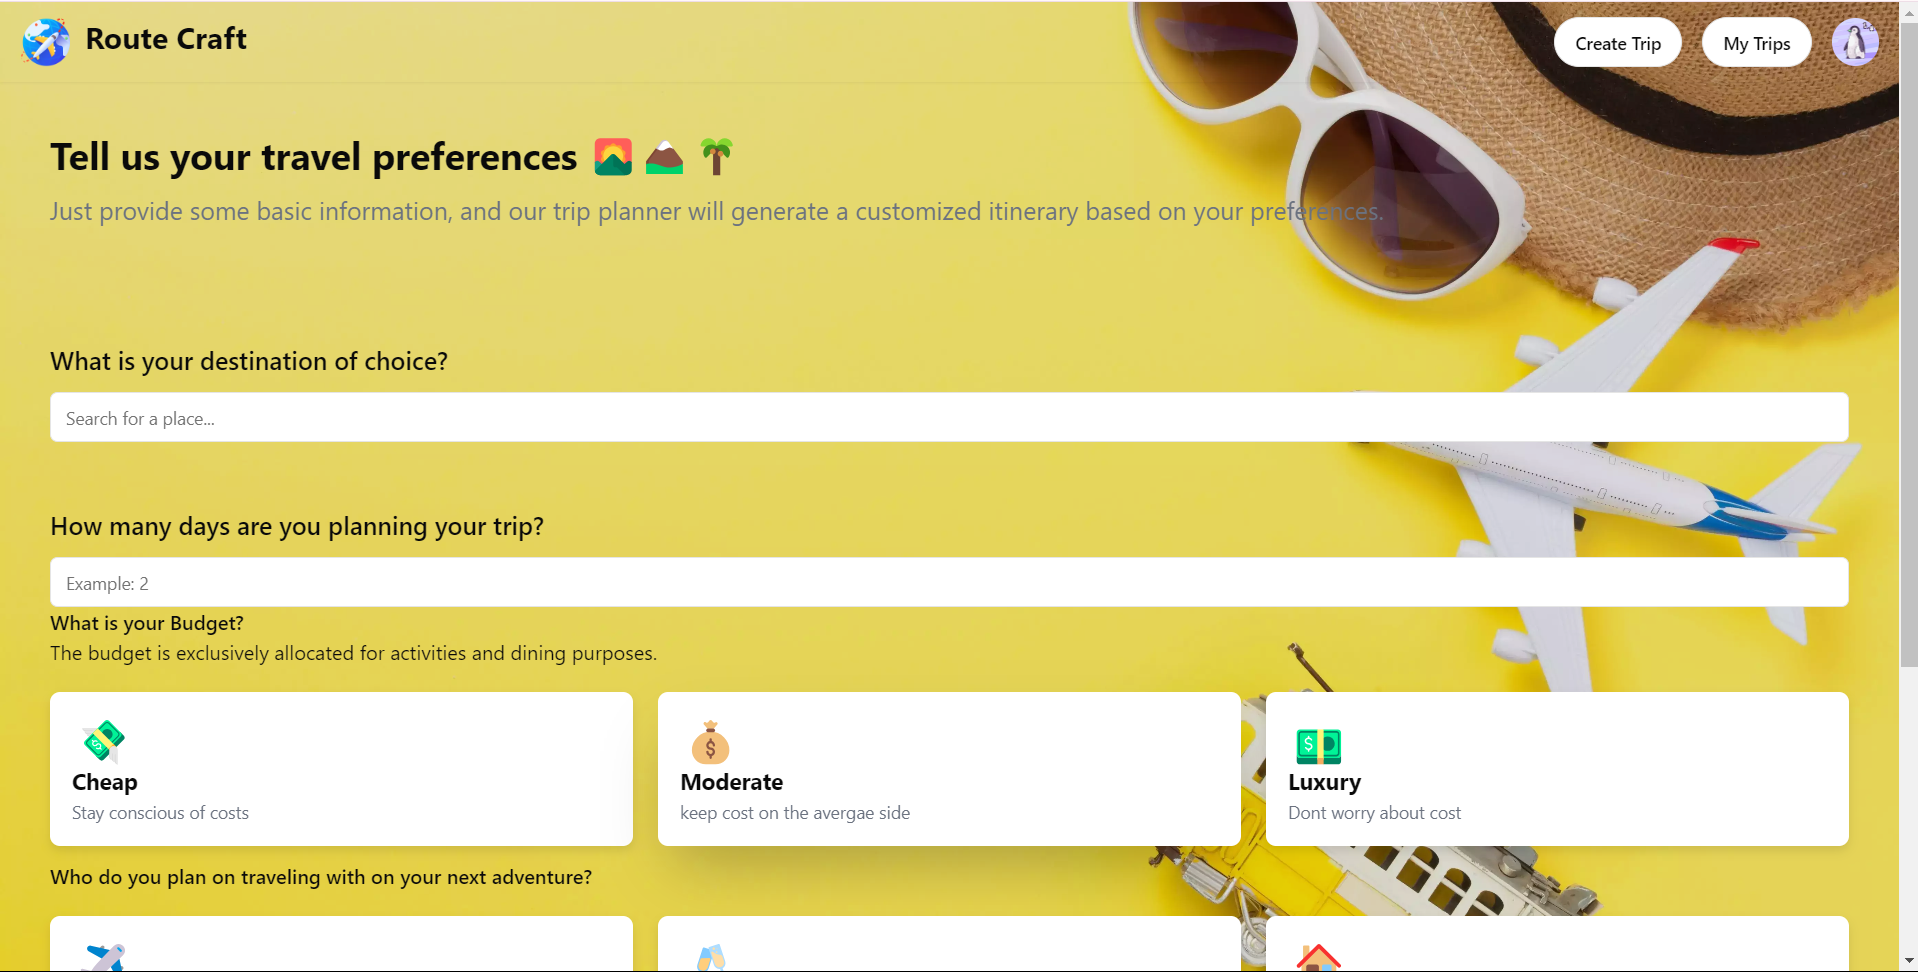 Route Craft
Create Trip
My Trips
Tell us your travel preferences
Just provide some basic information, and our trip planner will generate a customized itinerary based on your preferences.
What is your destination of choice?
Search for a place...
How many days are you planning your trip?
Example: 2
What is your Budget?
The budget is exclusively allocated for activities and dining purposes.
Cheap
Stay conscious of costs
Moderate
keep cost on the avergae side
Luxury
Dont worry about cost
Who do you plan on traveling with on your next adventure?